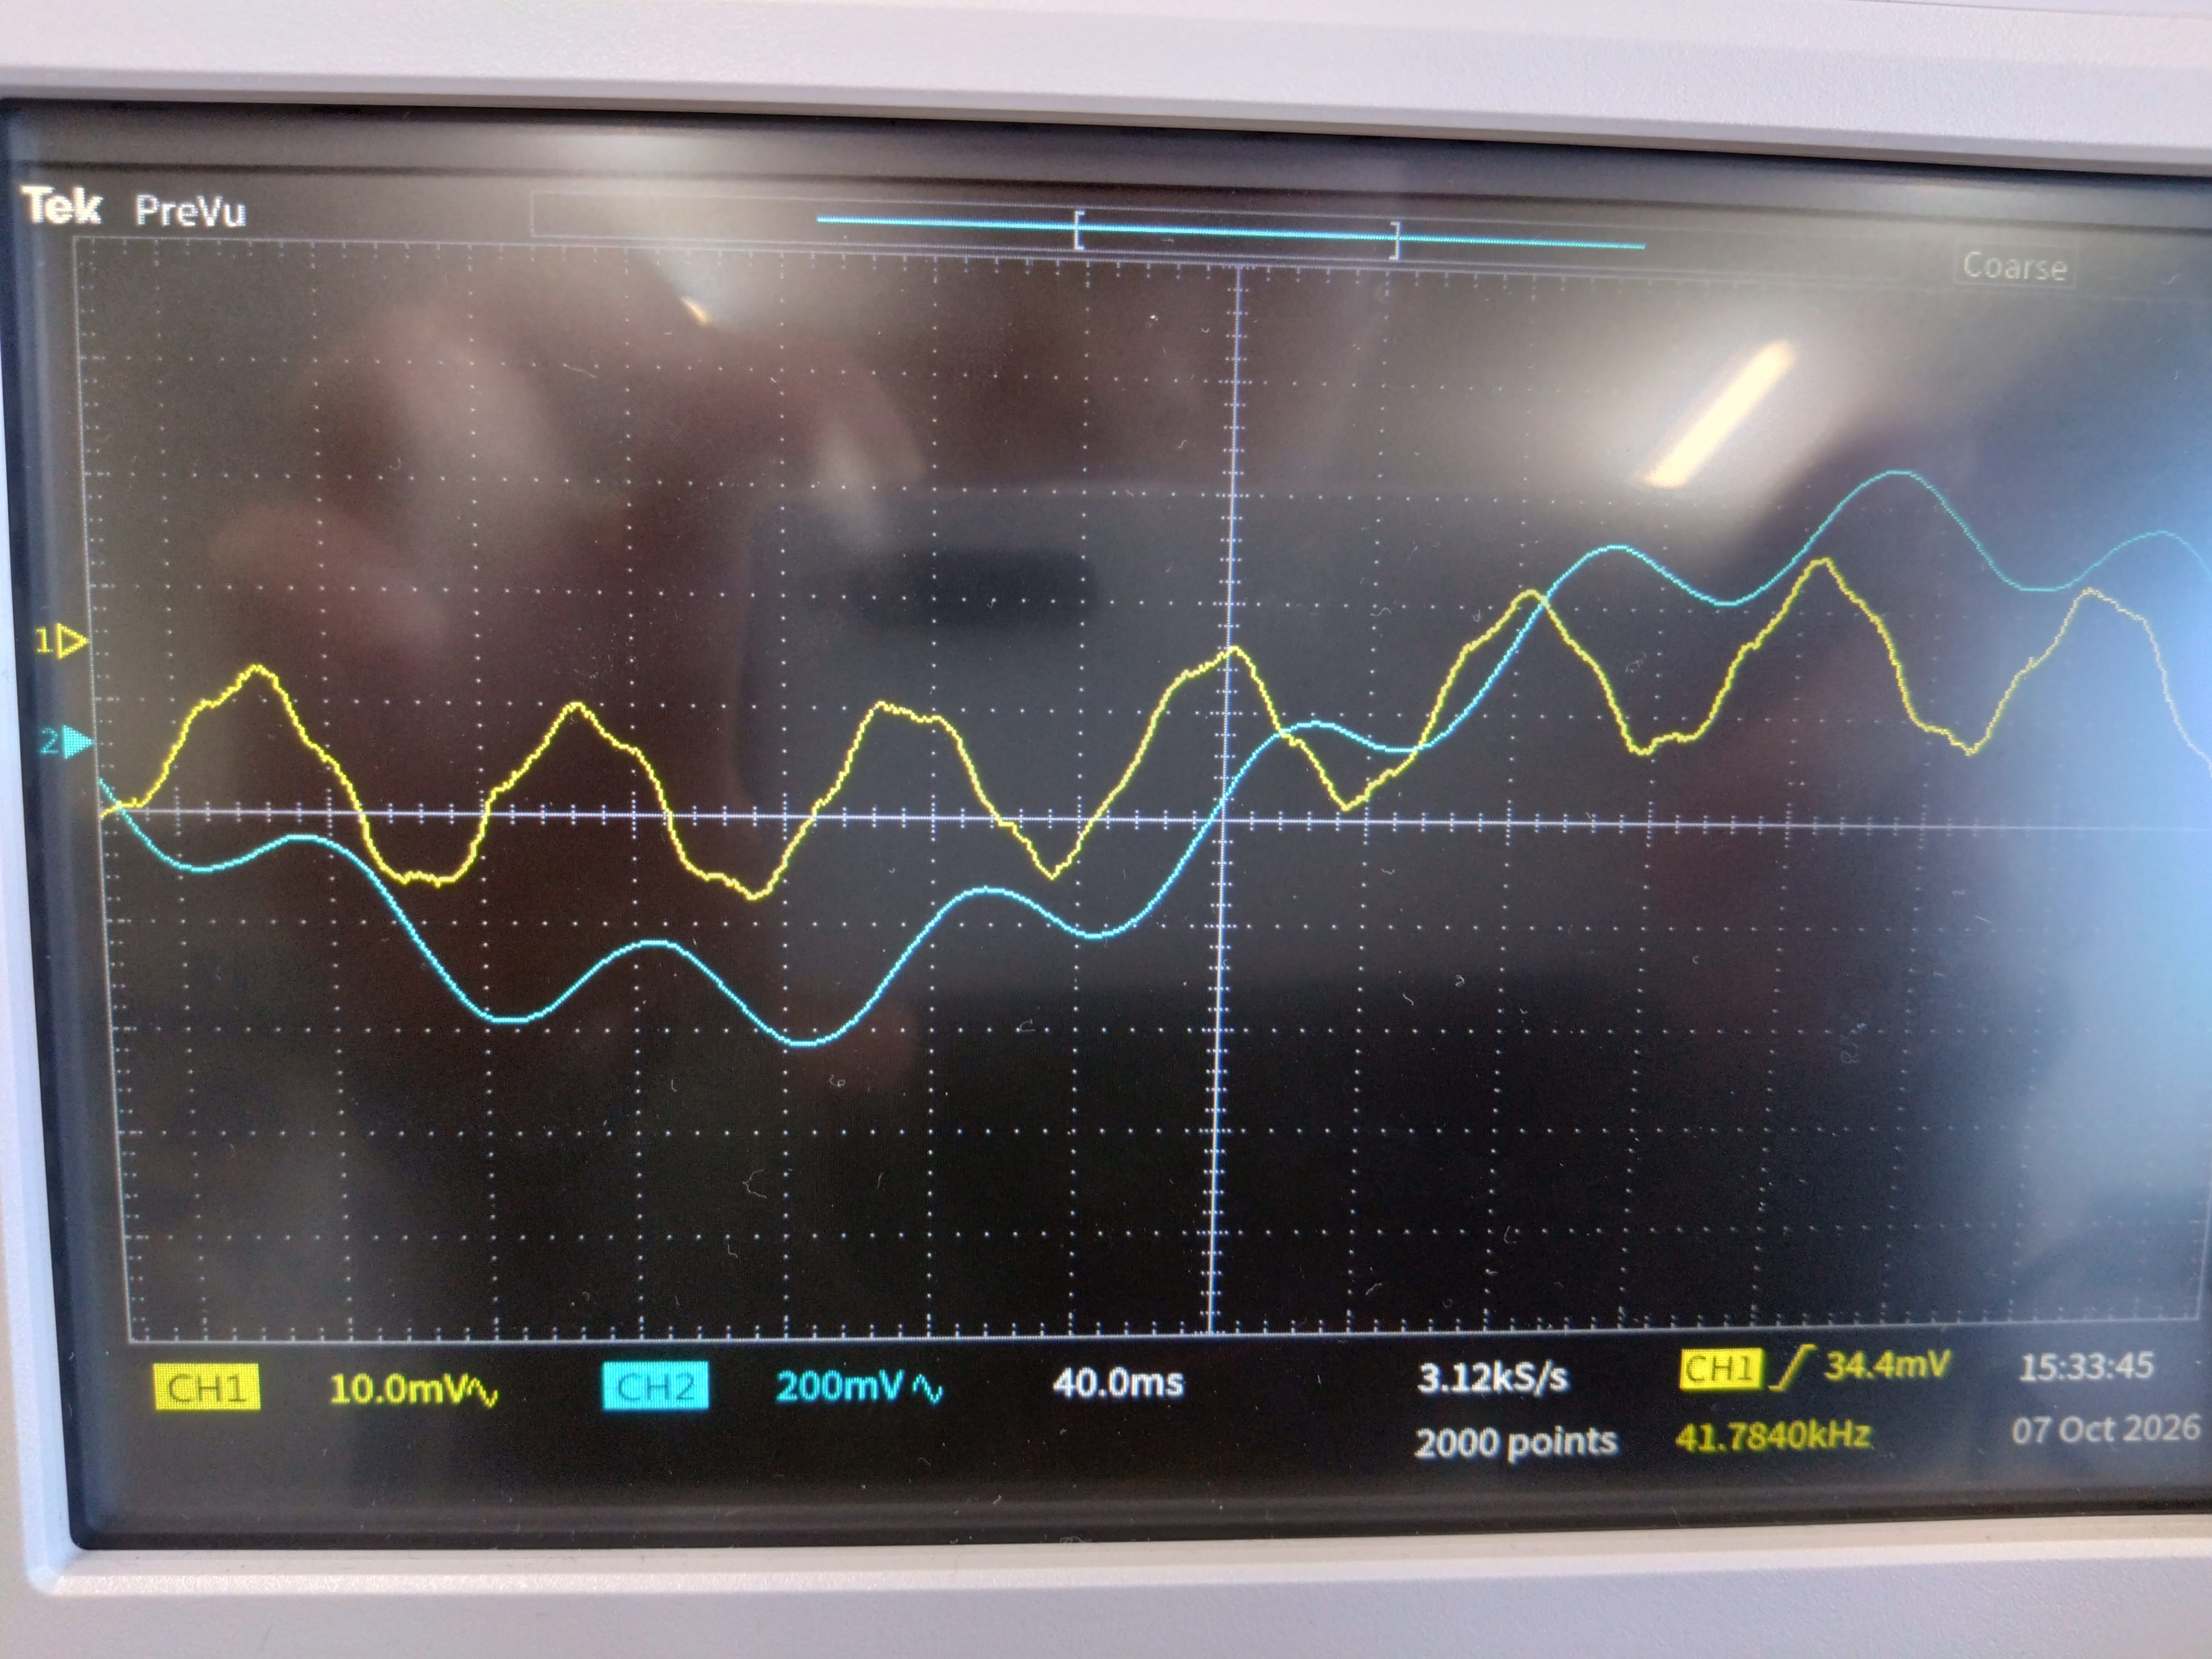 Tek PreVu
Coarse
1
2
CH1 10.0mV CH2 200mV 40.0ms 3.12kS/s CH1 34.4mV 15:33:45
2000 points 41.7840kHz 07 Oct 2026